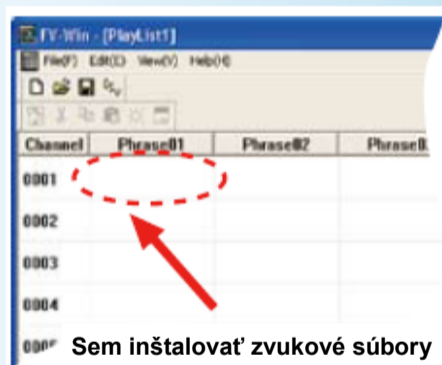 FV-Win - [PlayList1]
File(F) Edit(E) View(V) Help(H)
Channel Phrase01 Phrase02
0001
0002
0003
0004
Sem inštalovať zvukové súbory